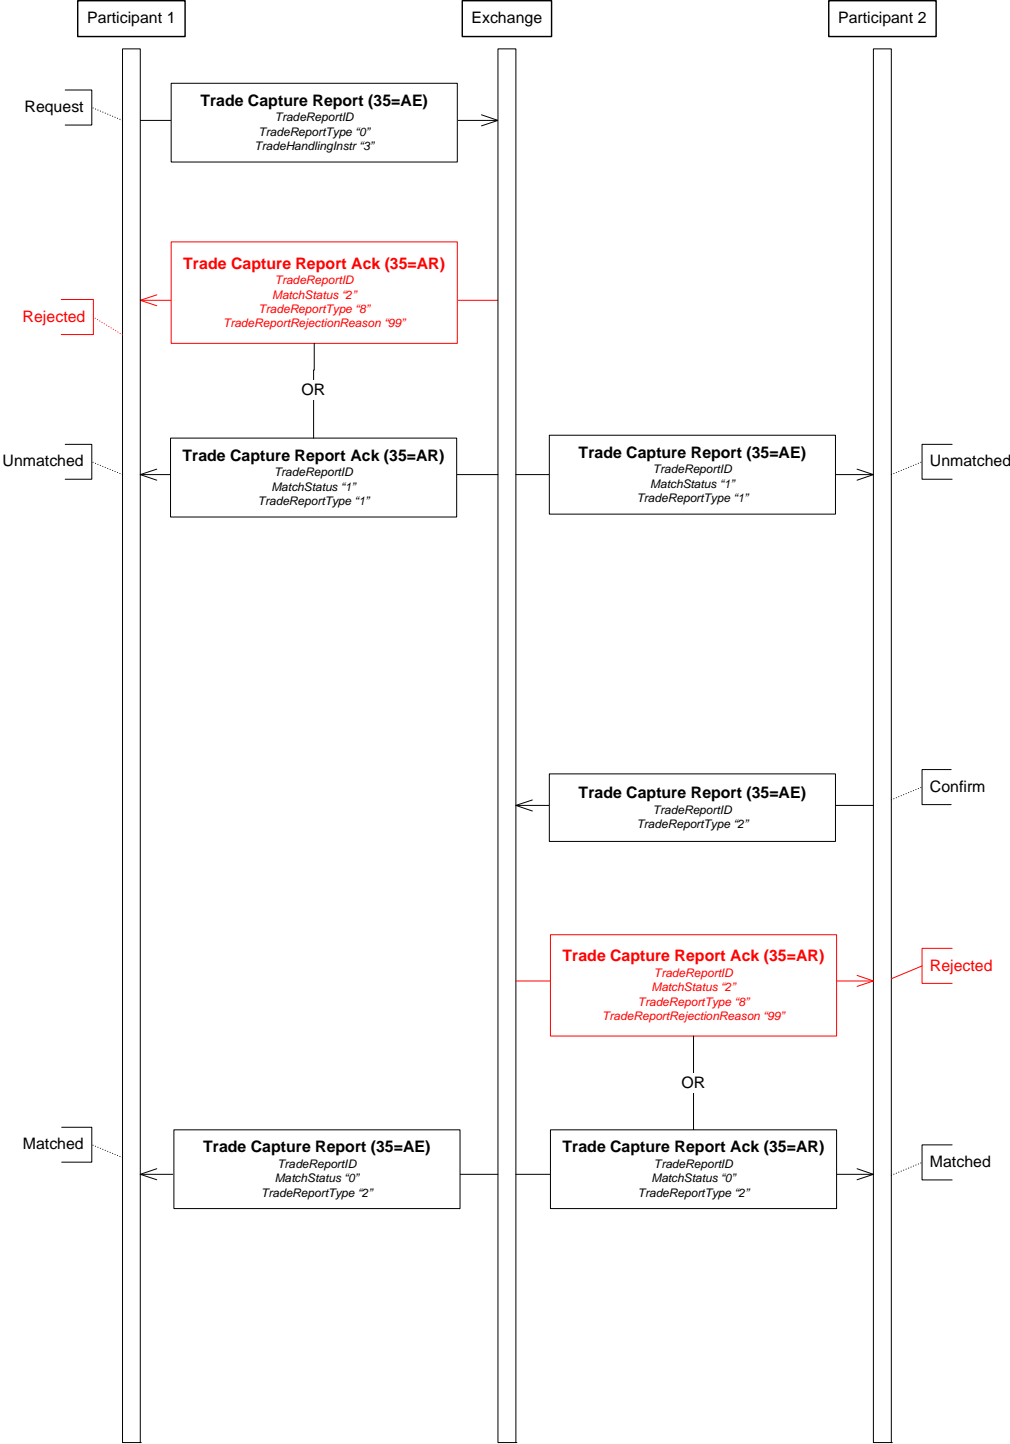 Participant 1
Exchange
Participant 2
Request
Trade Capture Report (35=AE)
TradeReportID
TradeReportType “0”
TradeHandlingInstr “3”
Trade Capture Report Ack (35=AR)
TradeReportID
MatchStatus “2”
TradeReportType “8”
TradeReportRejectionReason “99”
Rejected
OR
Unmatched
Trade Capture Report Ack (35=AR)
TradeReportID
MatchStatus “1”
TradeReportType “1”
Trade Capture Report (35=AE)
TradeReportID
MatchStatus “1”
TradeReportType “1”
Unmatched
Trade Capture Report (35=AE)
TradeReportID
TradeReportType “2”
Confirm
Trade Capture Report Ack (35=AR)
TradeReportID
MatchStatus “2”
TradeReportType “8”
TradeReportRejectionReason “99”
Rejected
OR
Matched
Trade Capture Report (35=AE)
TradeReportID
MatchStatus “0”
TradeReportType “2”
Trade Capture Report Ack (35=AR)
TradeReportID
MatchStatus “0”
TradeReportType “2”
Matched